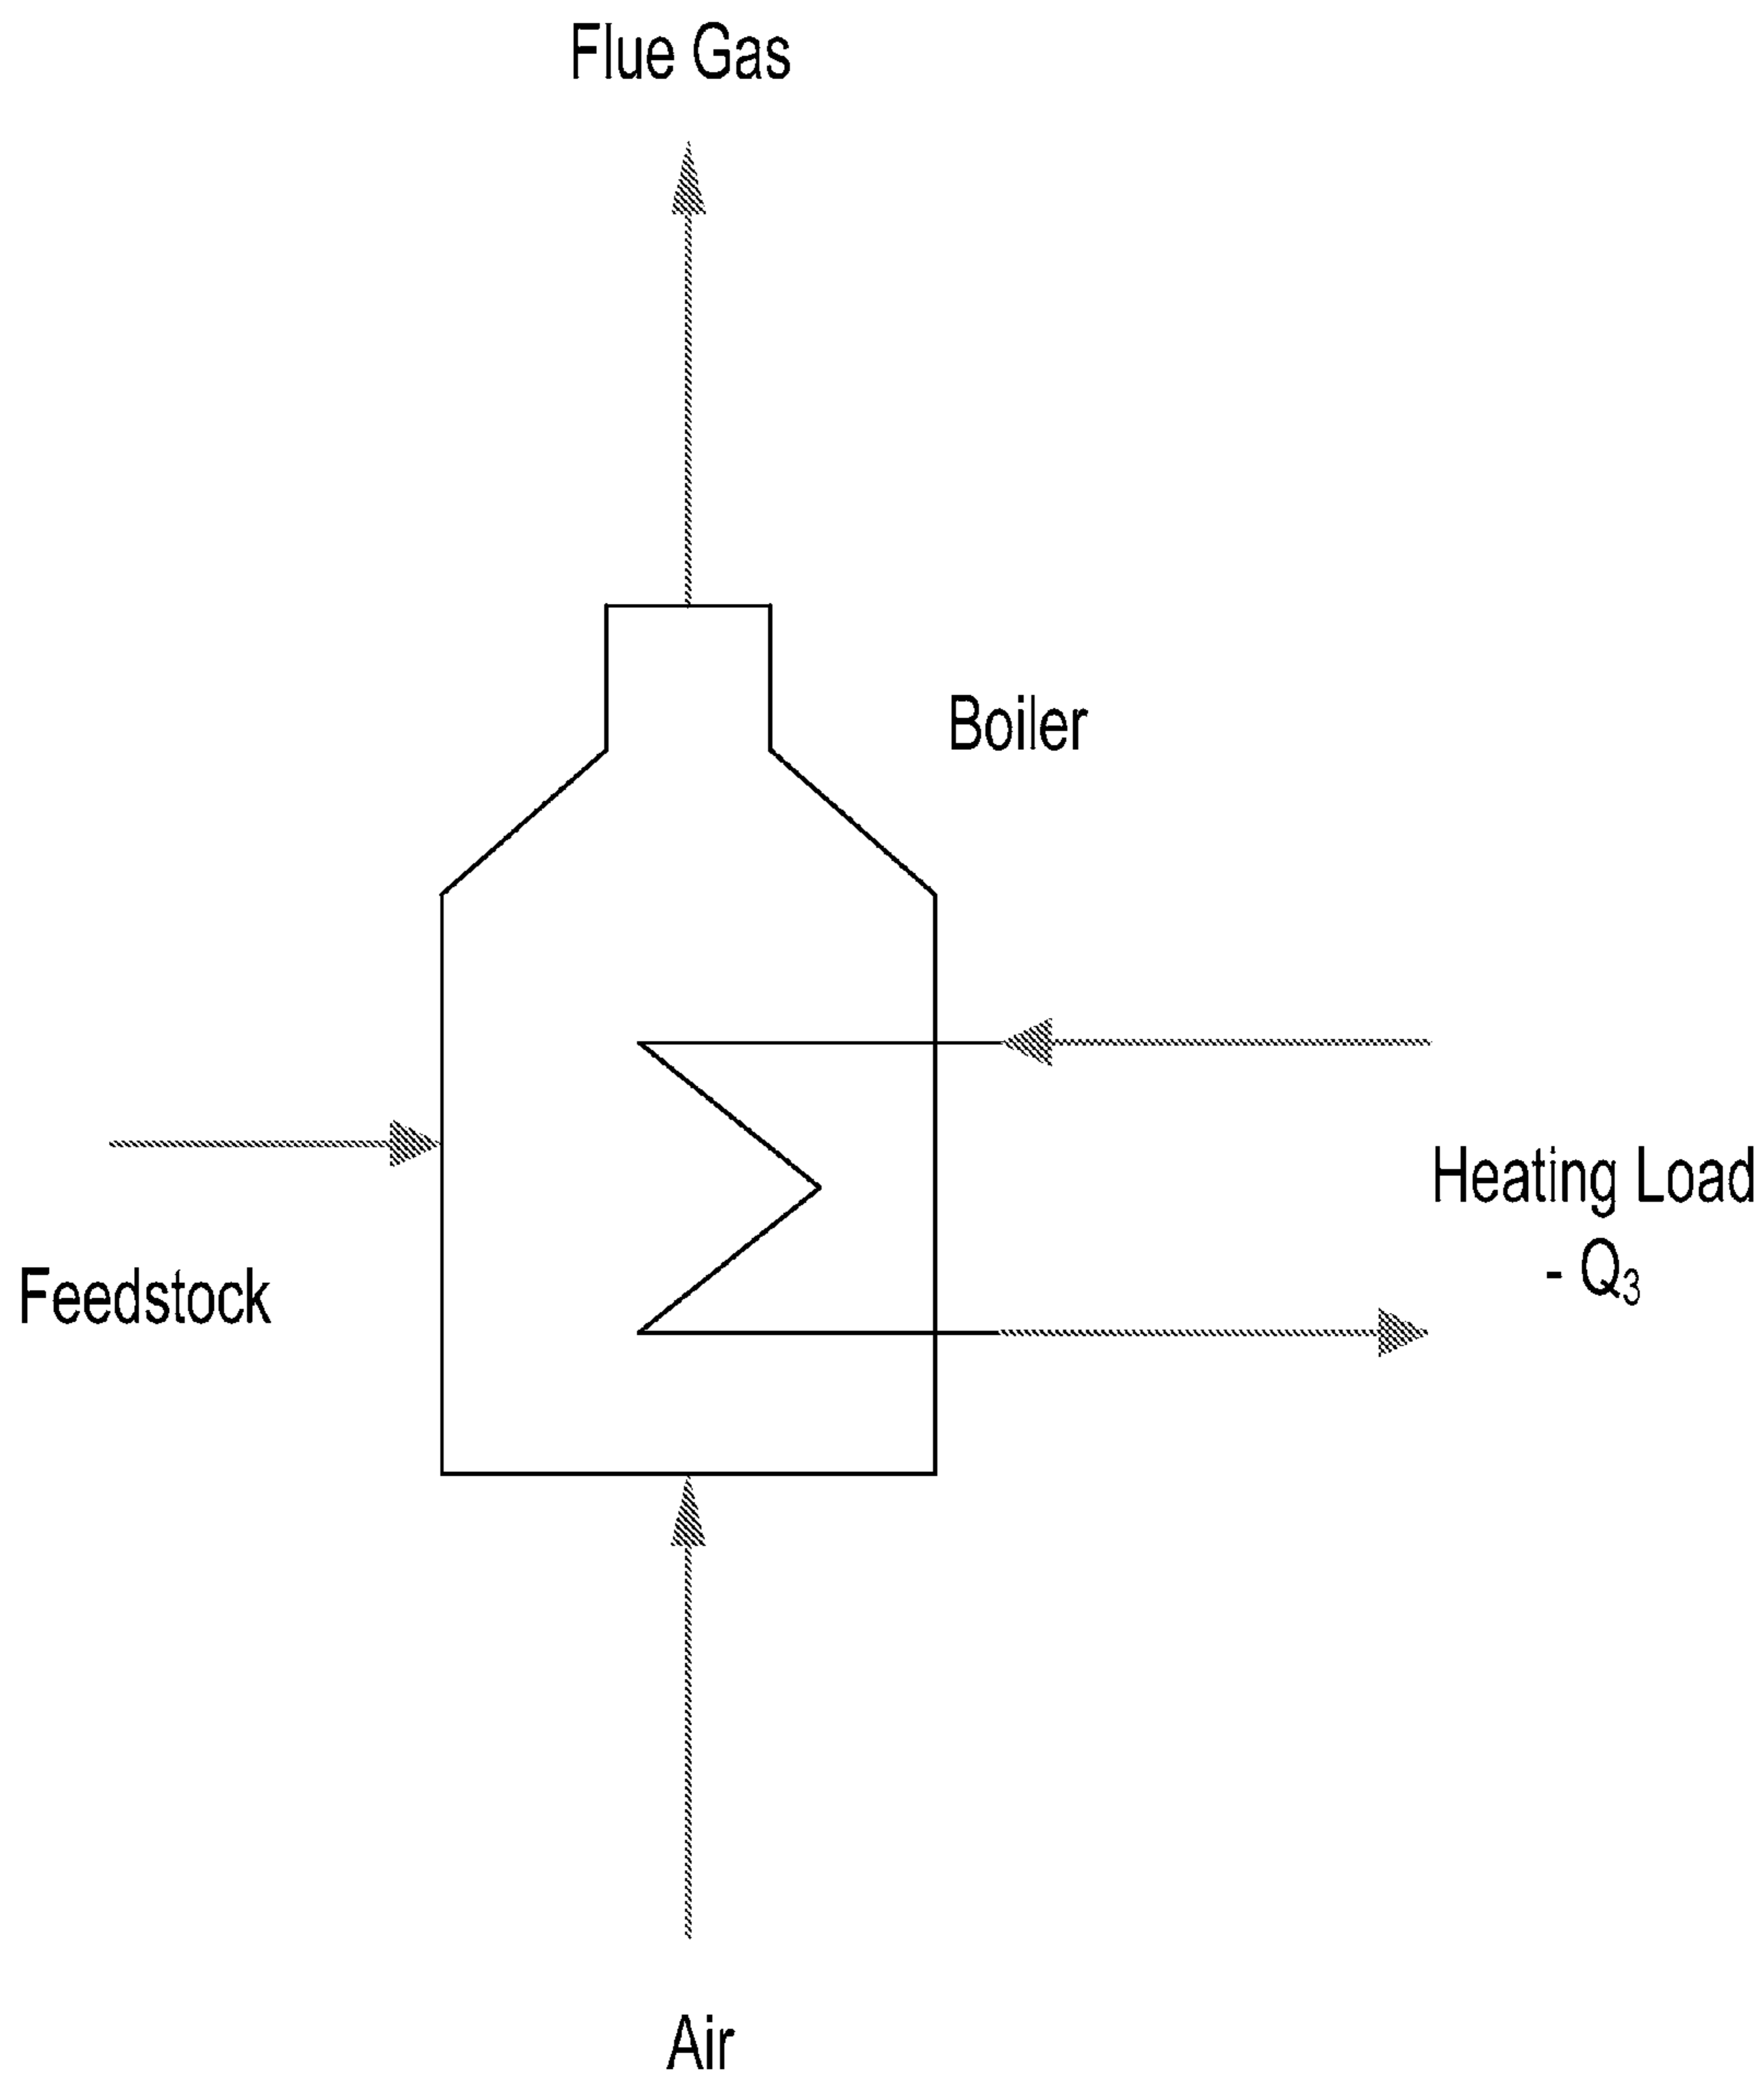 Flue Gas
Boiler
Feedstock
Heating Load
- Q₃
Air